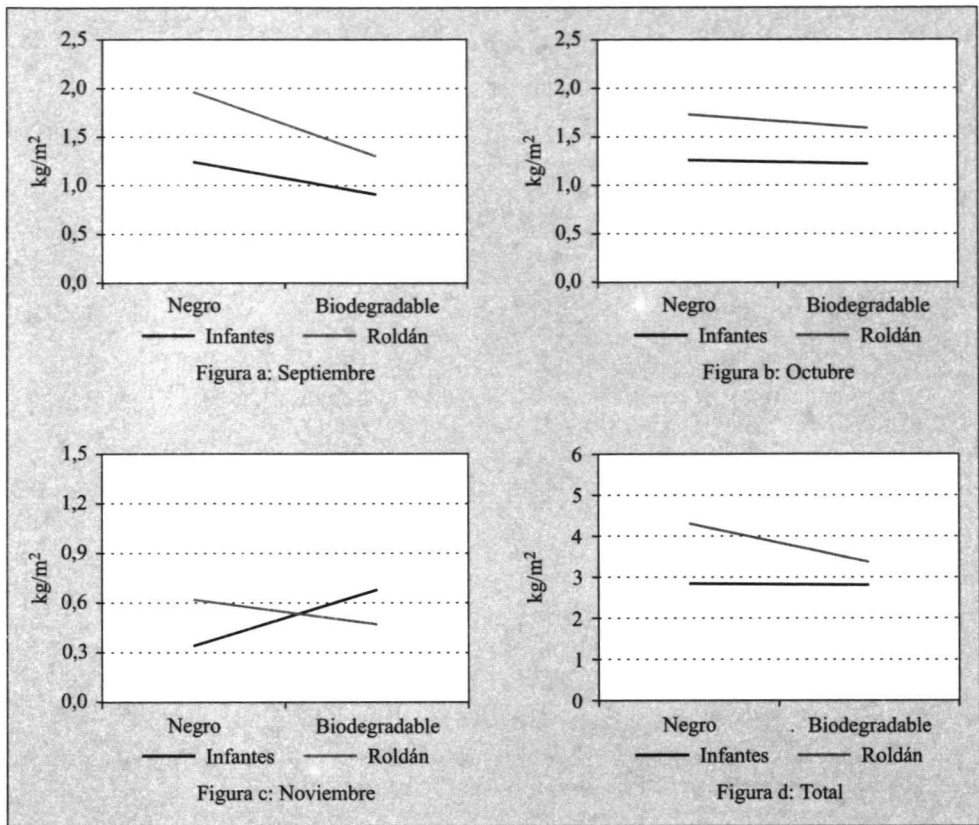 2,5
2,0
1,5
1,0
0,5
0,0
kg/m²
Negro Biodegradable
Infantes Roldán
Figura a: Septiembre
2,5
2,0
1,5
1,0
0,5
0,0
kg/m²
Negro Biodegradable
Infantes Roldán
Figura b: Octubre
1,5
1,2
0,9
0,6
0,3
0,0
kg/m²
Negro Biodegradable
Infantes Roldán
Figura c: Noviembre
6
5
4
3
2
1
0
kg/m²
Negro Biodegradable
Infantes Roldán
Figura d: Total